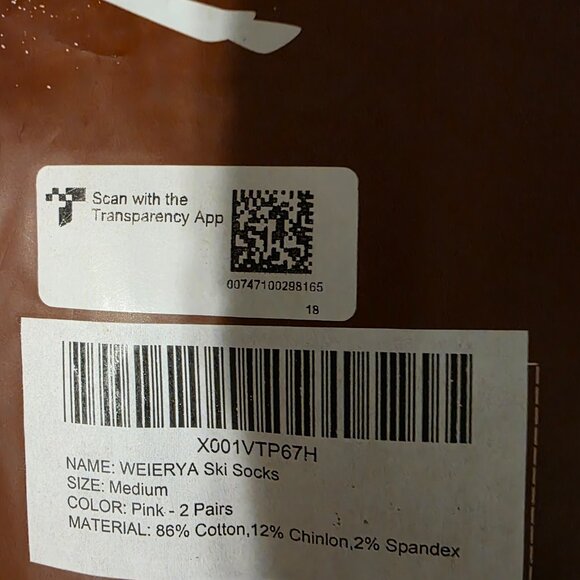 Scan with the
Transparency App
00747100298165
18
X001VTP67H
NAME: WEIERYA Ski Socks
SIZE: Medium
COLOR: Pink - 2 Pairs
MATERIAL: 86% Cotton,12% Chinlon,2% Spandex